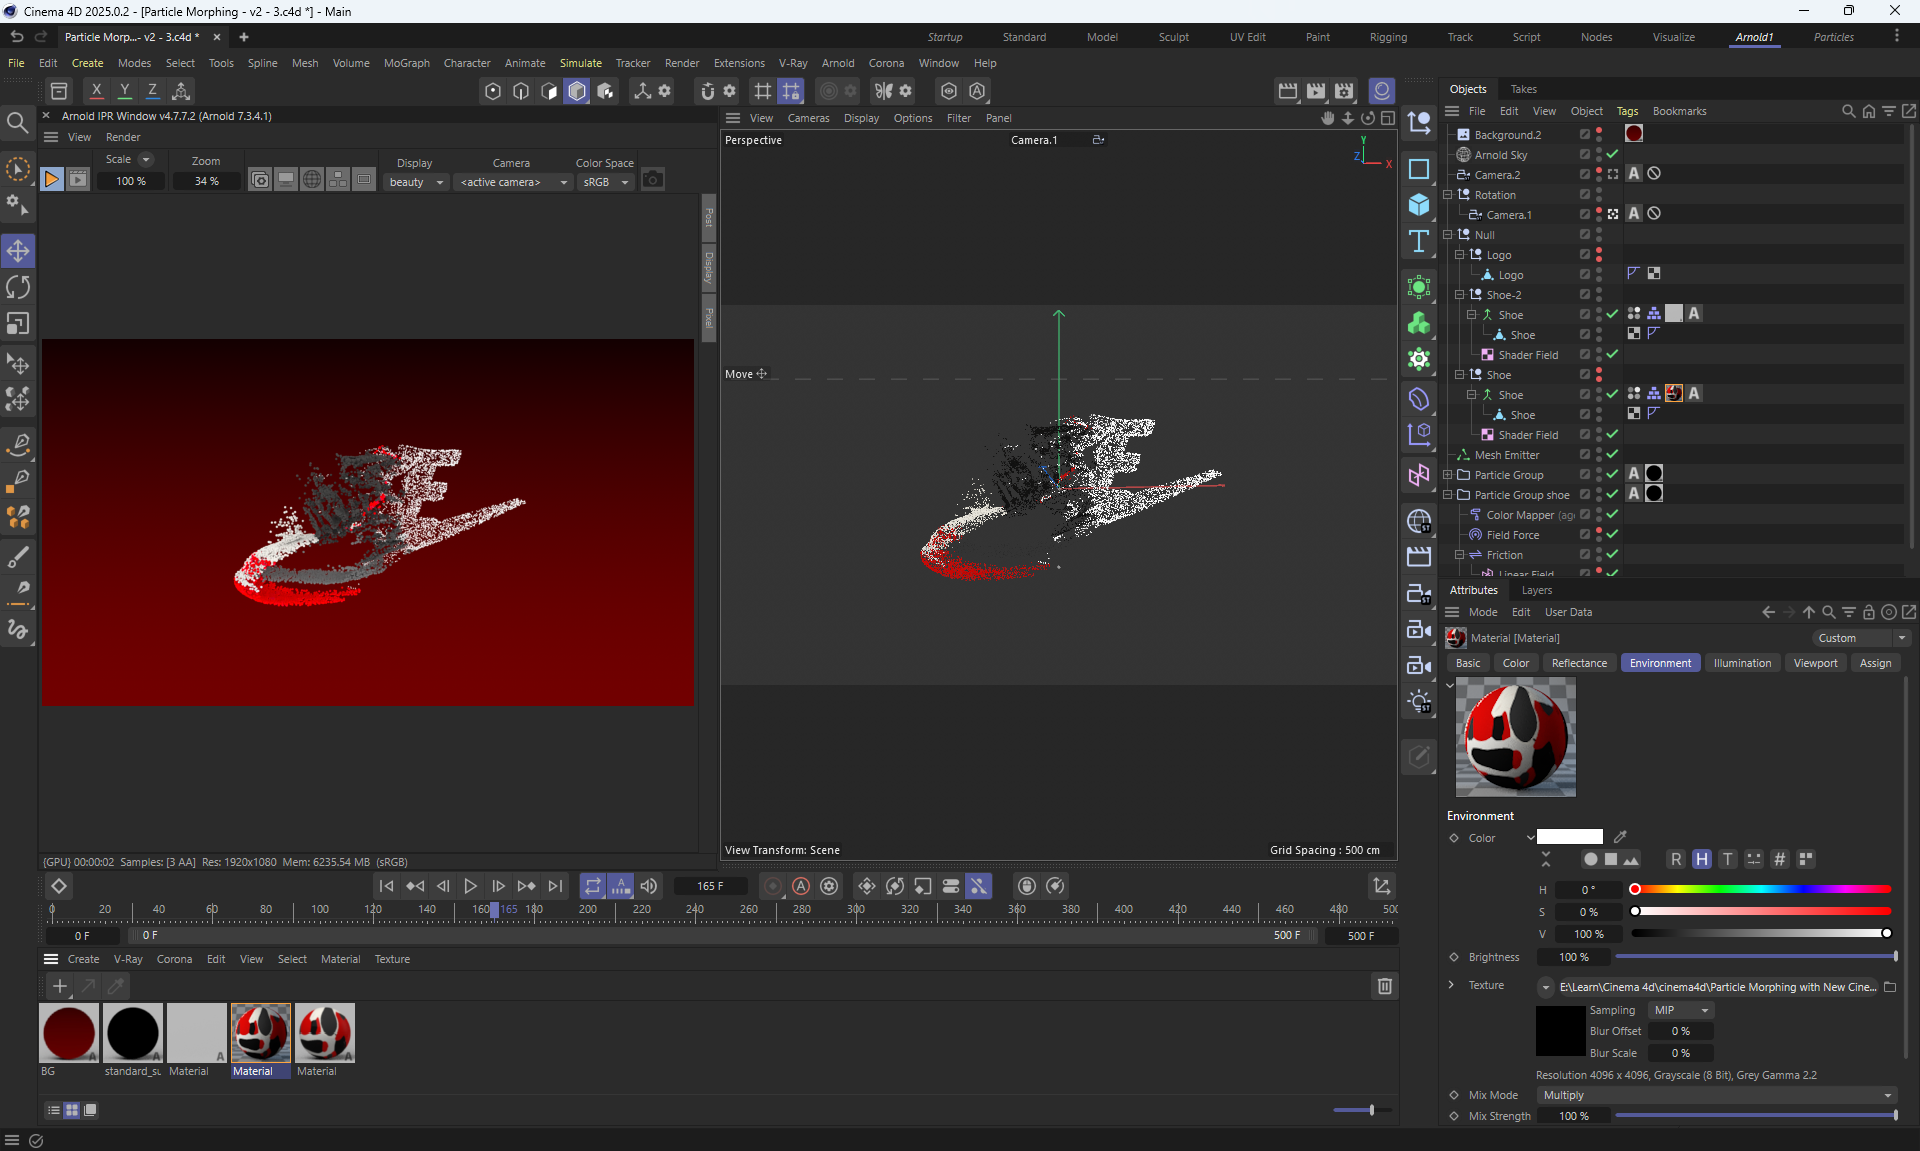 Cinema 4D 2025.0.2 - [Particle Morphing - v2 - 3.c4d *] - Main
Particle Morp...- v2 - 3.c4d *
Startup Standard Model Sculpt UV Edit Paint Rigging Track Script Nodes Visualize Arnold1 Particles
File Edit Create Modes Select Tools Spline Mesh Volume MoGraph Character Animate Simulate Tracker Render Extensions V-Ray Arnold Corona Window Help
X Y Z
Arnold IPR Window v4.7.7.2 (Arnold 7.3.4.1)
View Render
Scale Zoom Display Camera Color Space
100 % 34 % beauty <active camera> sRGB
Post
Display
Pixel
{GPU} 00:00:02 Samples: [3 AA] Res: 1920x1080 Mem: 6235.54 MB (sRGB)
View Cameras Display Options Filter Panel
Perspective
Camera.1
Y
Z
X
Move
View Transform: Scene
Grid Spacing : 500 cm
165 F
0 20 40 60 80 100 120 140 160 165 180 200 220 240 260 280 300 320 340 360 380 400 420 440 460 480 500
0 F
0 F
500 F
500 F
Create V-Ray Corona Edit View Select Material Texture
BG
standard_su
Material
Material
Material
Objects Takes
File Edit View Object Tags Bookmarks
Background.2
Arnold Sky
Camera.2
Rotation
Camera.1
Null
Logo
Logo
Shoe-2
Shoe
Shoe
Shader Field
Shoe
Shoe
Shoe
Shader Field
Mesh Emitter
Particle Group
Particle Group shoe
Color Mapper (age
Field Force
Friction
Linear Field
Attributes Layers
Mode Edit User Data
Material [Material]
Custom
Basic Color Reflectance Environment Illumination Viewport Assign
Environment
Color
R H T
H 0 °
S 0 %
V 100 %
Brightness 100 %
Texture E:\Learn\Cinema 4d\cinema4d\Particle Morphing with New Cine...
Sampling MIP
Blur Offset 0 %
Blur Scale 0 %
Resolution 4096 x 4096, Grayscale (8 Bit), Grey Gamma 2.2
Mix Mode Multiply
Mix Strength 100 %